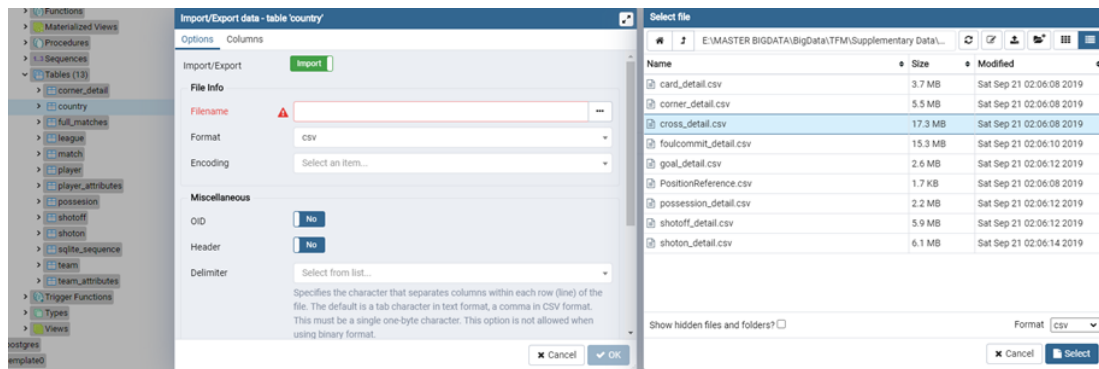 Functions
Materialized Views
Procedures
1..3 Sequences
Tables (13)
corner_detail
country
full_matches
league
match
player
player_attributes
possesion
shotoff
shoton
sqlite_sequence
team
team_attributes
Trigger Functions
Types
Views
postgres
template0
Import/Export data - table 'country'
Options Columns
Import/Export Import
File Info
Filename
Format csv
Encoding Select an item...
Miscellaneous
OID No
Header No
Delimiter Select from list...
Specifies the character that separates columns within each row (line) of the
file. The default is a tab character in text format, a comma in CSV format.
This must be a single one-byte character. This option is not allowed when
using binary format.
Cancel OK
Select file
E:\MASTER BIGDATA\BigData\TFM\Supplementary Data\...
Name Size Modified
card_detail.csv 3.7 MB Sat Sep 21 02:06:08 2019
corner_detail.csv 5.5 MB Sat Sep 21 02:06:08 2019
cross_detail.csv 17.3 MB Sat Sep 21 02:06:08 2019
foulcommit_detail.csv 15.3 MB Sat Sep 21 02:06:10 2019
goal_detail.csv 2.6 MB Sat Sep 21 02:06:12 2019
PositionReference.csv 1.7 KB Sat Sep 21 02:06:08 2019
possession_detail.csv 2.2 MB Sat Sep 21 02:06:12 2019
shotoff_detail.csv 5.9 MB Sat Sep 21 02:06:12 2019
shoton_detail.csv 6.1 MB Sat Sep 21 02:06:14 2019
Show hidden files and folders? Format csv
Cancel Select